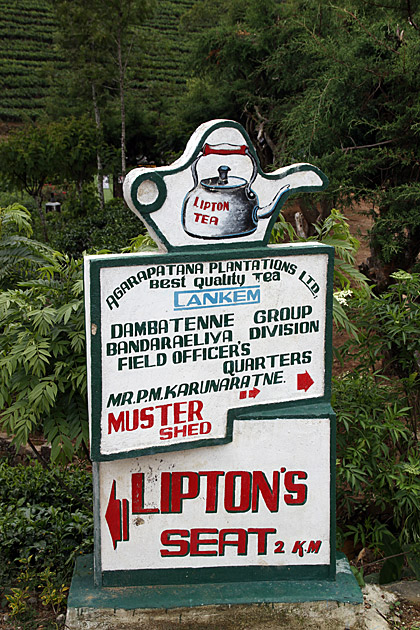 LIPTON
TEA
AGARAPATANA PLANTATIONS LTD.
Best Quality Tea
LANKEM
DAMBATENNE GROUP
BANDARAELIYA DIVISION
FIELD OFFICER'S
QUARTERS
MR.P.M.KARUNARATNE.
MUSTER
SHED
LIPTON'S
SEAT 2 K.M